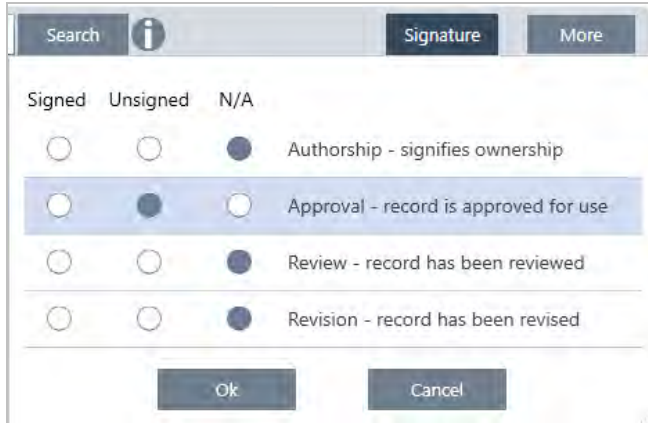 Search Signature More
Signed Unsigned N/A
Authorship - signifies ownership
Approval - record is approved for use
Review - record has been reviewed
Revision - record has been revised
Ok Cancel